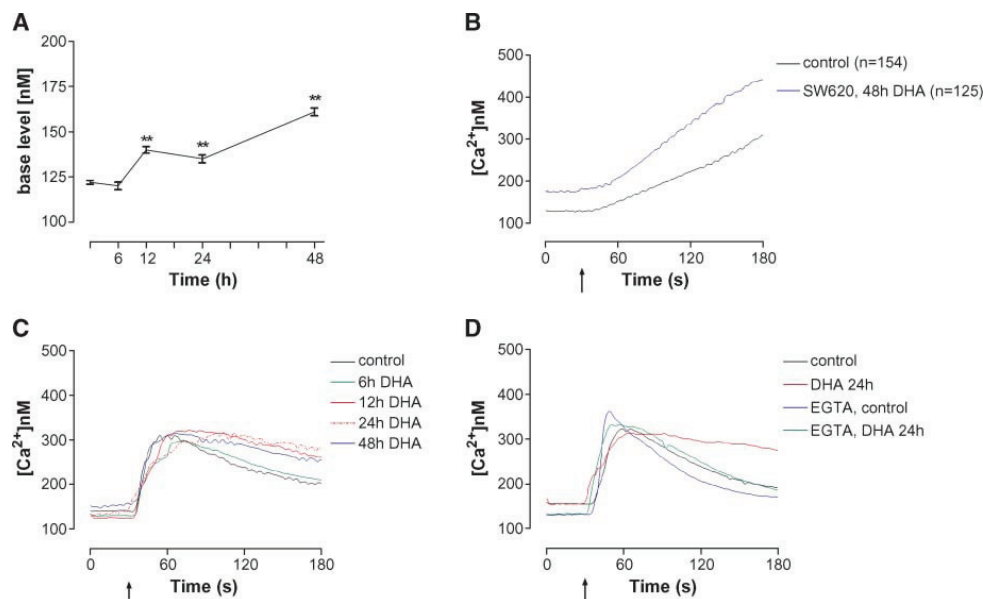 A
200
175
150
125
100
base level [nM]
** ** **
6 12 24 48
Time (h)
B
500
400
300
200
100
[Ca2+]nM
0 60 120 180
Time (s)
control (n=154)
SW620, 48h DHA (n=125)
C
500
400
300
200
100
[Ca2+]nM
0 60 120 180
Time (s)
control
6h DHA
12h DHA
24h DHA
48h DHA
D
500
400
300
200
100
[Ca2+]nM
0 60 120 180
Time (s)
control
DHA 24h
EGTA, control
EGTA, DHA 24h